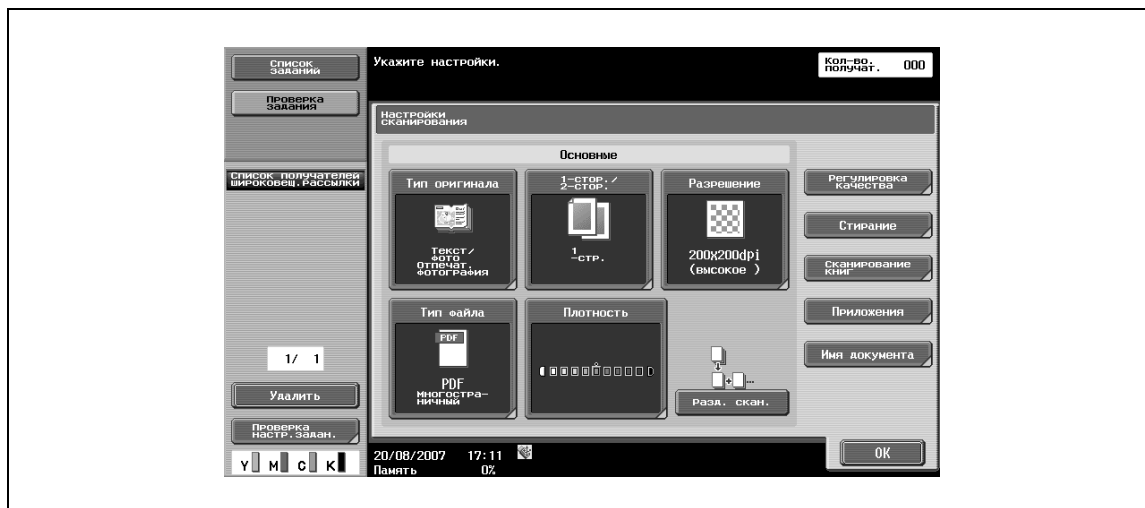 Список
заданий
Укажите настройки.
Кол-во.
получат. 000
Проверка
задания
Настройки
сканирования
Основные
Список получателей
широковещ.рассылки
Тип оригинала
1-стор./
2-стор.
Разрешение
Регулировка
качества
Текст/
фото
отпечат.
фотография
1
-стр.
200x200dpi
(высокое )
Стирание
Сканирование
книг
Тип файла
Плотность
Приложения
PDF
PDF
многостра-
ничный
Имя документа
1/ 1
Удалить
Разд. скан.
Проверка
настр.задан.
Y M C K
20/08/2007 17:11
Память 0%
OK